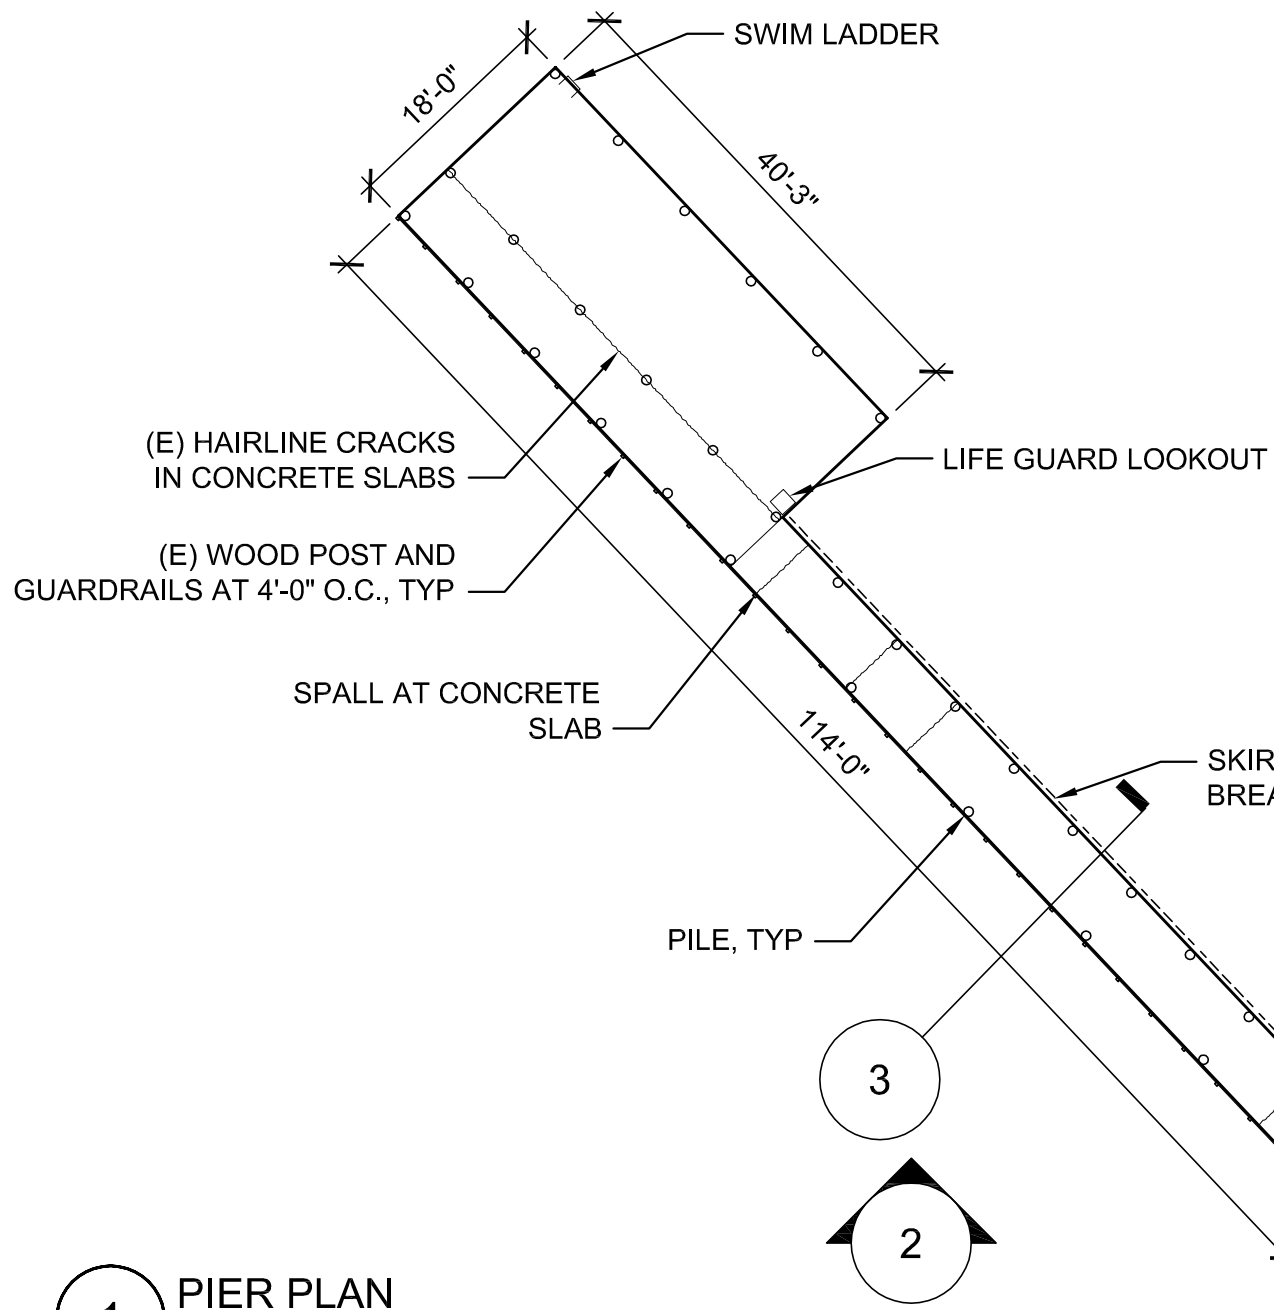 SWIM LADDER
18'-0"
40'-3"
(E) HAIRLINE CRACKS
IN CONCRETE SLABS
LIFE GUARD LOOKOUT
(E) WOOD POST AND
GUARDRAILS AT 4'-0" O.C., TYP
SPALL AT CONCRETE
SLAB
114'-0"
PILE, TYP
3
2
1
PIER PLAN